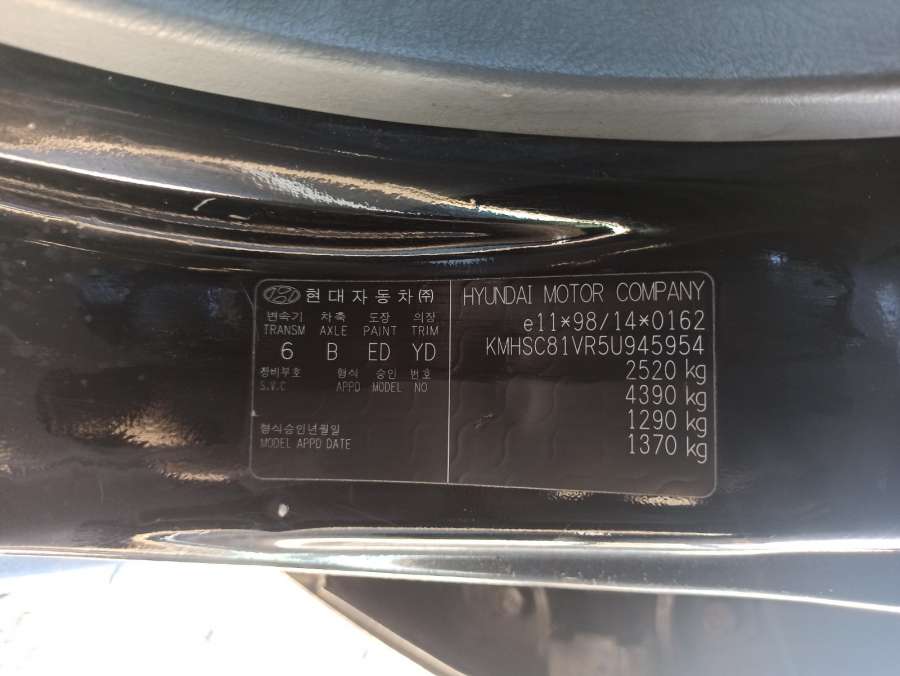 현대자동차㈜
변속기 차축 도장 의장
TRANSM AXLE PAINT TRIM
6 B ED YD
장비부호 형식 승인 번호
S.V.C APPD MODEL NO
형식승인년월일
MODEL APPD DATE
HYUNDAI MOTOR COMPANY
e11*98/14*0162
KMHSC81VR5U945954
2520 kg
4390 kg
1290 kg
1370 kg